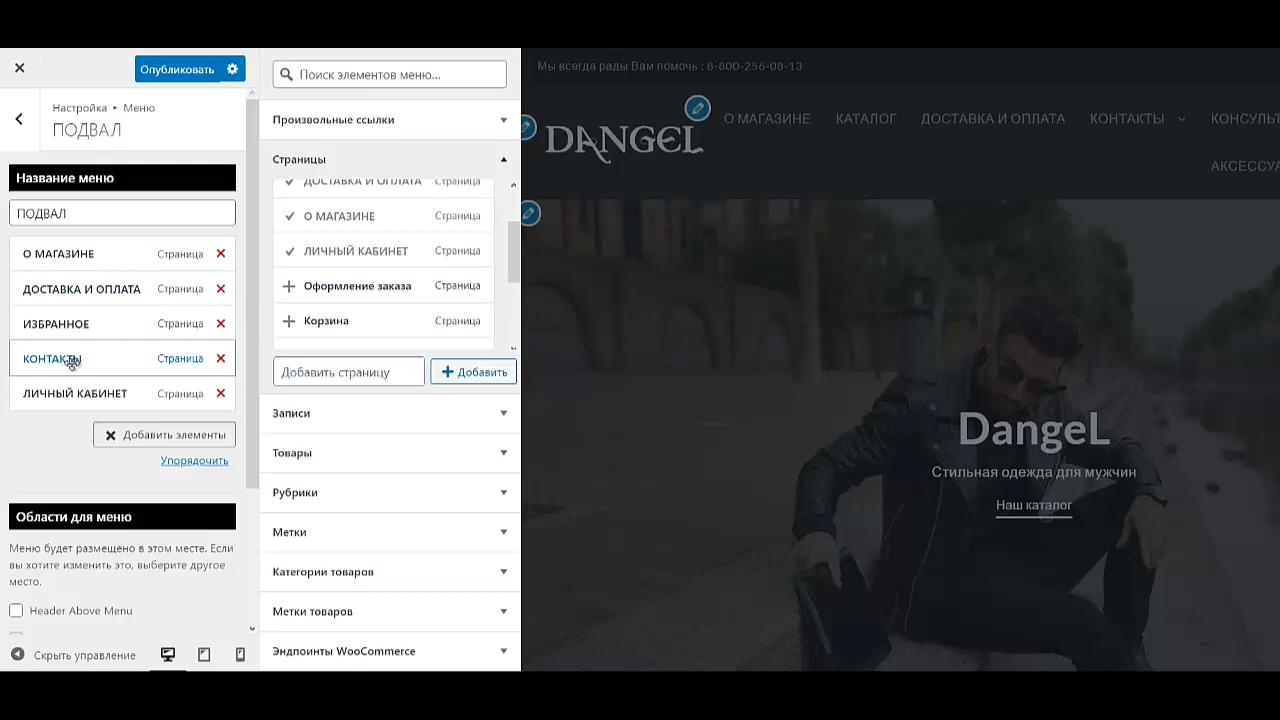 Опубликовать
Настройка ▸ Меню
ПОДВАЛ
Название меню
ПОДВАЛ
О МАГАЗИНЕ Страница
ДОСТАВКА И ОПЛАТА Страница
ИЗБРАННОЕ Страница
КОНТАКТЫ Страница
ЛИЧНЫЙ КАБИНЕТ Страница
Добавить элементы
Упорядочить
Области для меню
Меню будет размещено в этом месте. Если
вы хотите изменить это, выберите другое
место.
Header Above Menu
Скрыть управление
Поиск элементов меню...
Произвольные ссылки
Страницы
ДОСТАВКА И ОПЛАТА Страница
О МАГАЗИНЕ Страница
ЛИЧНЫЙ КАБИНЕТ Страница
Оформление заказа Страница
Корзина Страница
Добавить страницу
Добавить
Записи
Товары
Рубрики
Метки
Категории товаров
Метки товаров
Эндпоинты WooCommerce
Мы всегда рады Вам помочь : 8-800-256-08-13
DANGEL
О МАГАЗИНЕ КАТАЛОГ ДОСТАВКА И ОПЛАТА КОНТАКТЫ КОНСУЛЬТ
АКСЕССУА
DangeL
Стильная одежда для мужчин
Наш каталог